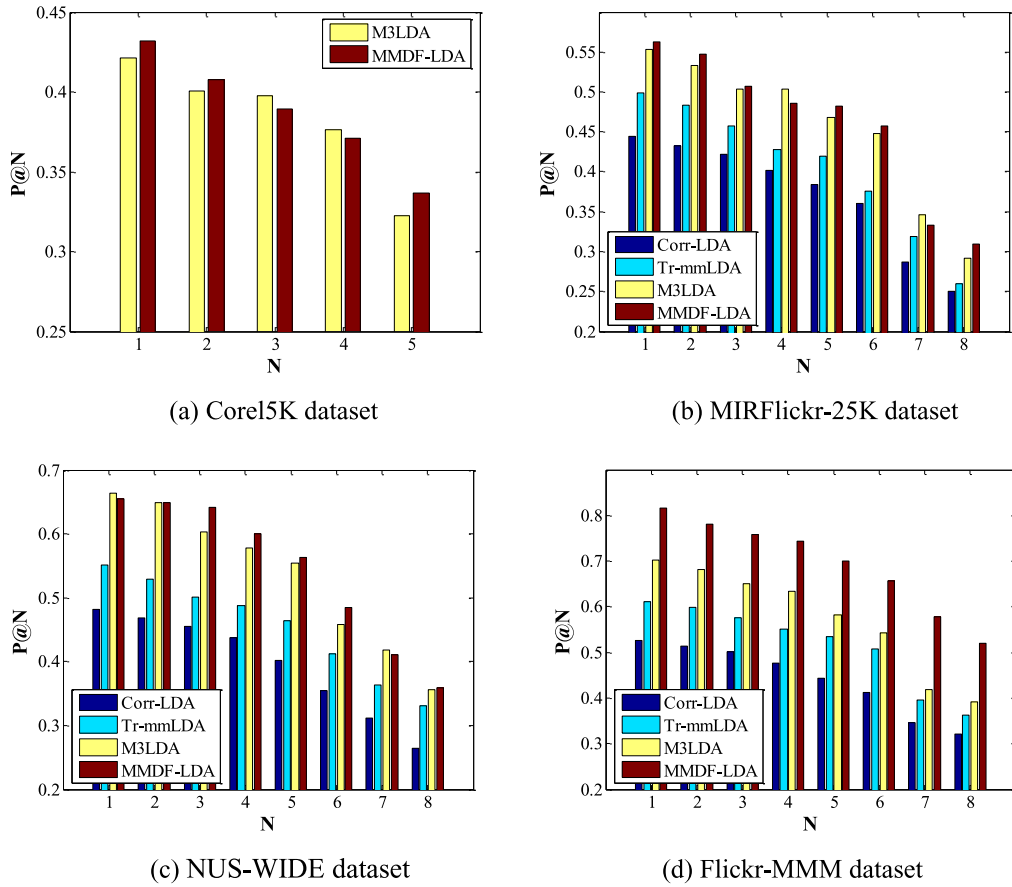 0.45
0.4
0.35
0.3
0.25
P@N
M3LDA
MMDF-LDA
1 2 3 4 5
N
(a) Corel5K dataset
0.55
0.5
0.45
0.4
0.35
0.3
0.25
0.2
P@N
Corr-LDA
Tr-mmLDA
M3LDA
MMDF-LDA
1 2 3 4 5 6 7 8
N
(b) MIRFlickr-25K dataset
0.7
0.6
0.5
0.4
0.3
0.2
P@N
Corr-LDA
Tr-mmLDA
M3LDA
MMDF-LDA
1 2 3 4 5 6 7 8
N
(c) NUS-WIDE dataset
0.8
0.7
0.6
0.5
0.4
0.3
0.2
P@N
Corr-LDA
Tr-mmLDA
M3LDA
MMDF-LDA
1 2 3 4 5 6 7 8
N
(d) Flickr-MMM dataset